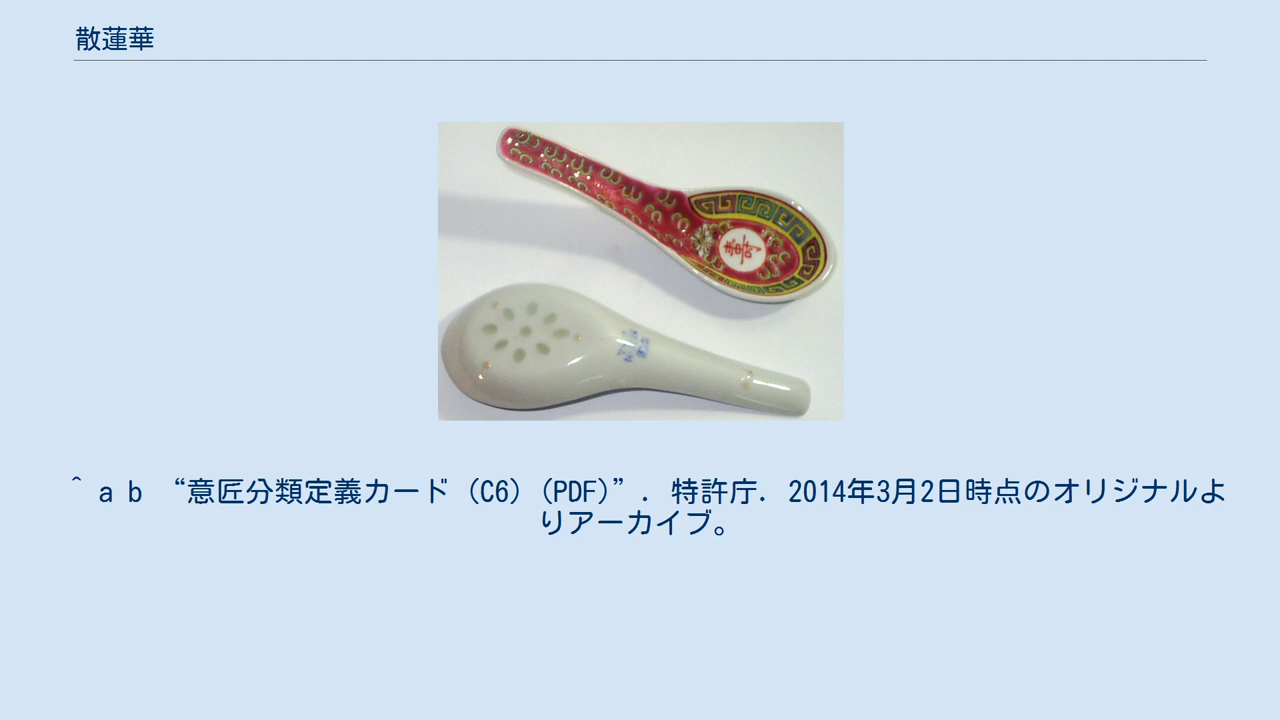 散蓮華
^ a b “意匠分類定義カード（C6）（PDF）”. 特許庁. 2014年3月2日時点のオリジナルよ
りアーカイブ。